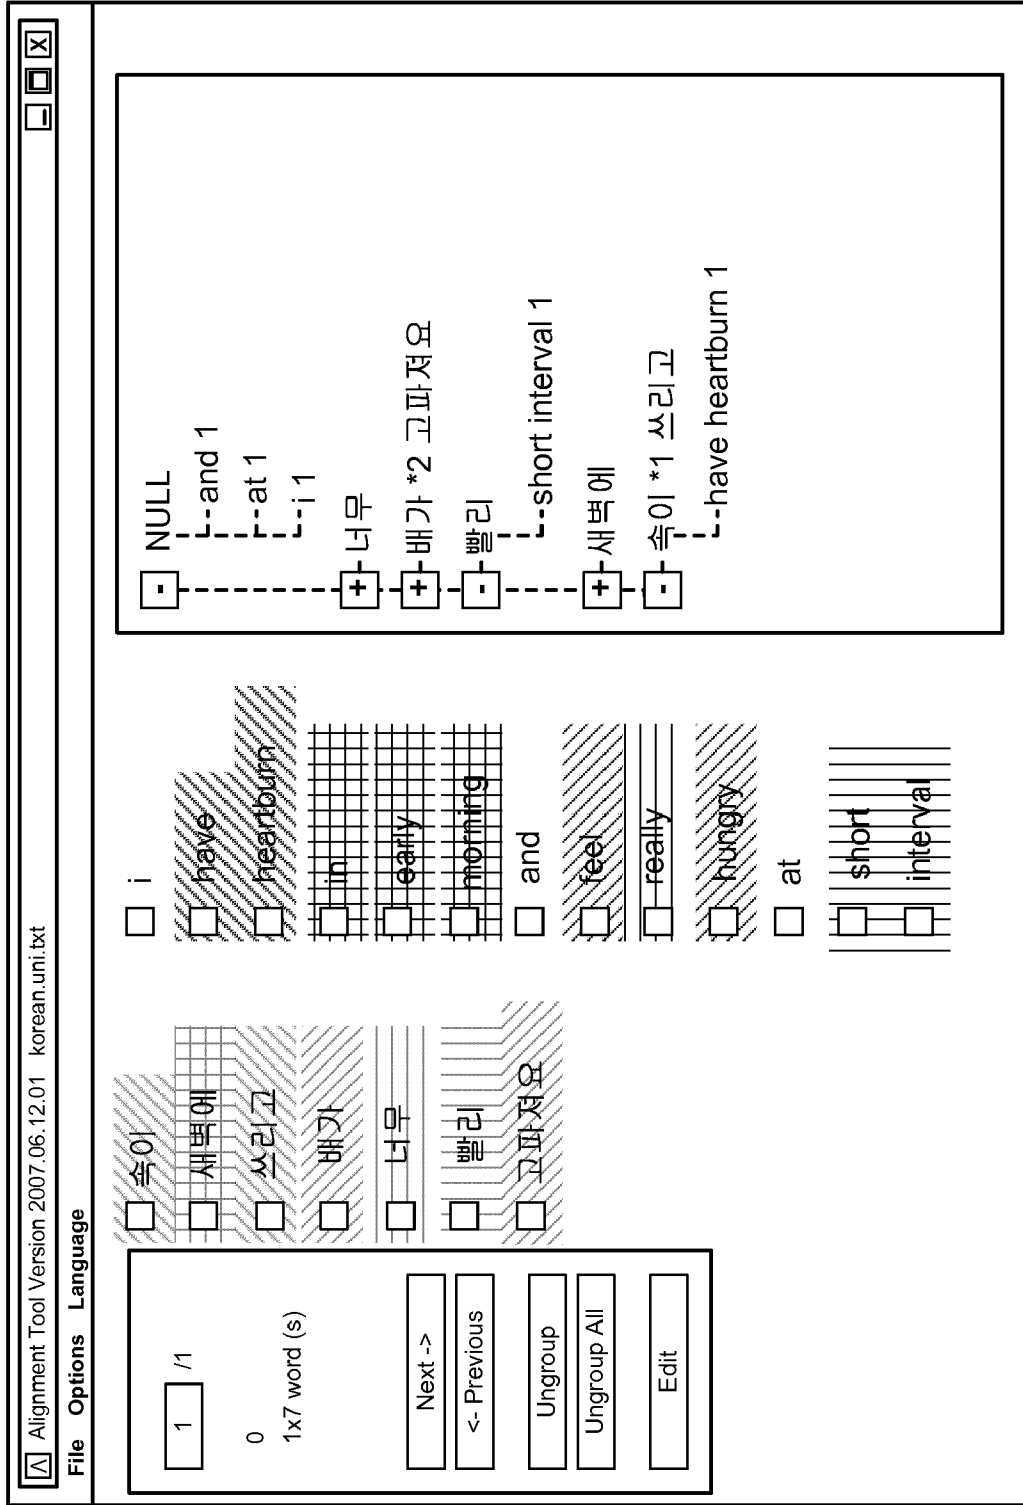 Alignment Tool Version 2007.06.12.01 korean.uni.txt
File Options Language
1 /1
0
1x7 word (s)
Next ->
<- Previous
Ungroup
Ungroup All
Edit
속이
새벽에
쓰리고
배가
너무
빨리
고파져요
i
have
heartburn
in
early
morning
and
feel
really
hungry
at
short
interval
- NULL
and 1
at 1
i 1
+ 너무
+ 배가 *2 고파져요
- 빨리
short interval 1
+ 새벽에
- 속이 *1 쓰리고
have heartburn 1